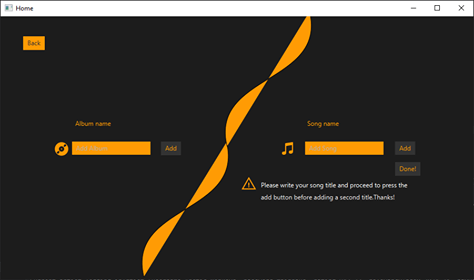 Home
Back
Album name
Song name
Add Album
Add
Add Song
Add
Done!
Please write your song title and proceed to press the
add button before adding a second title.Thanks!